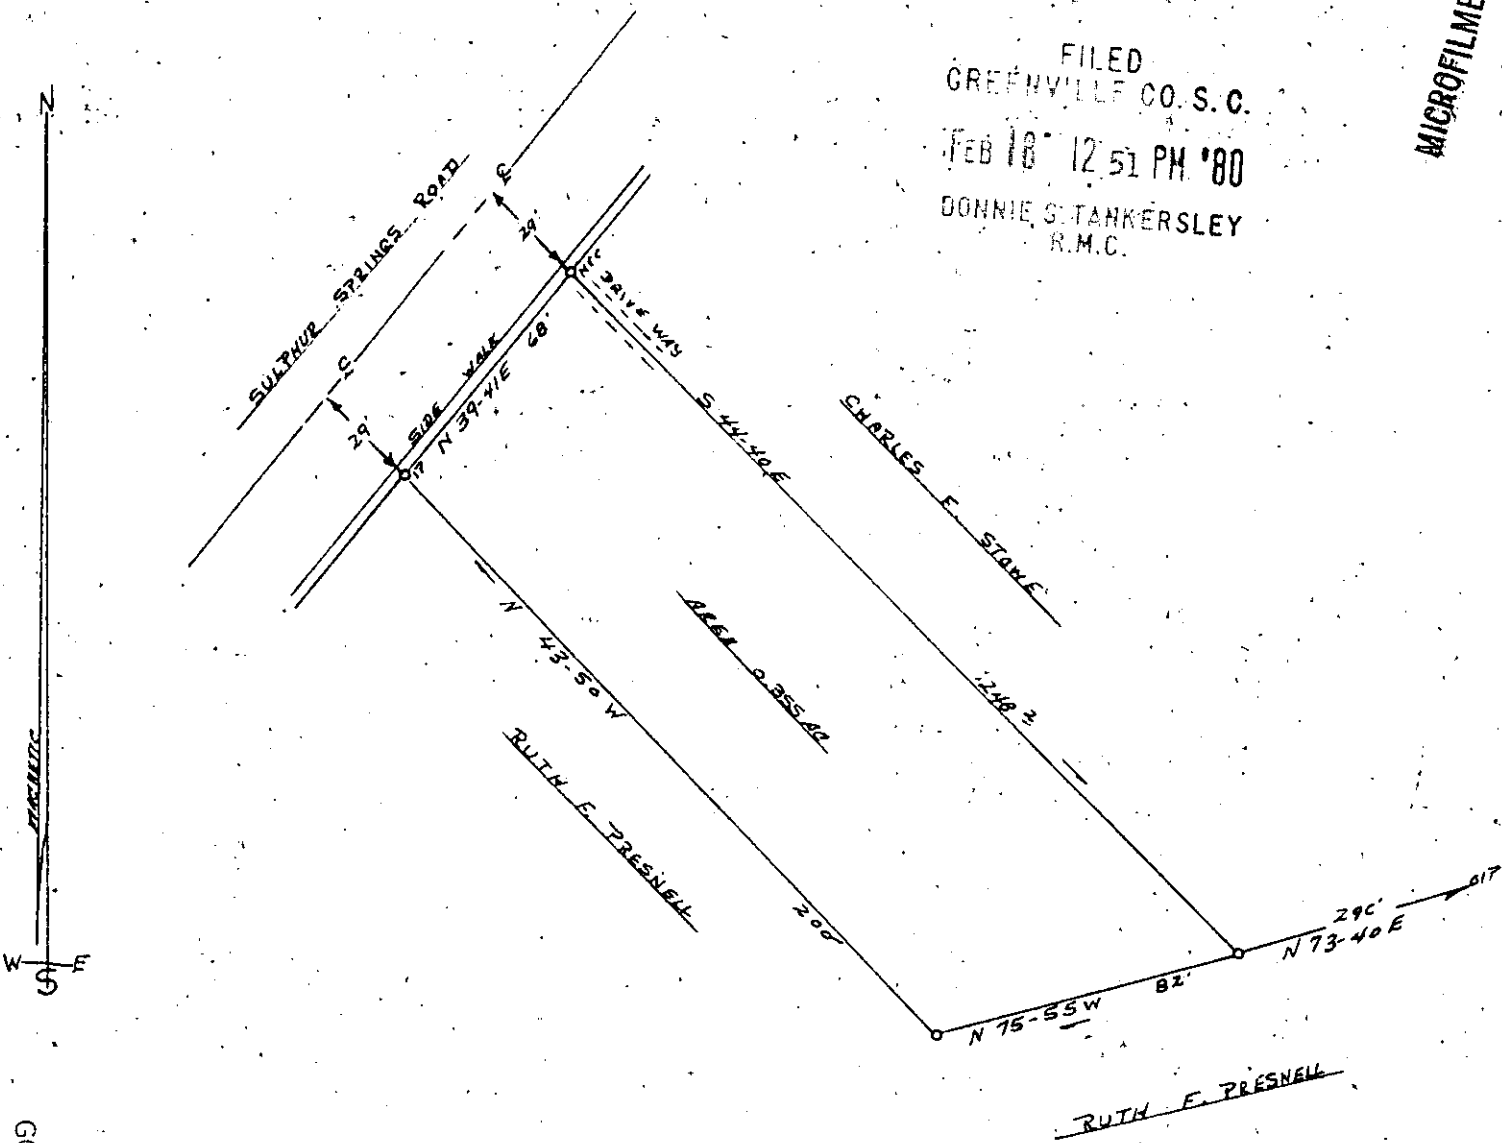 FILED
GREENVILLE CO. S. C.
FEB 18 12 51 PM '80
DONNIE S. TANKERSLEY
R.M.C.
N
SULPHUR SPRINGS ROAD
29'
DRIVE WAY
SIDE WALK
N 39-41E 68'
29'
S 44-40 E
CHARLES E. STOWE
N 43-50 W
AREA 0.355 AC
RUTH E. PRESNELL
200
MAGNETIC
W E
S
N 75-55 W 82'
N 73-40 E
RUTH E. PRESNELL